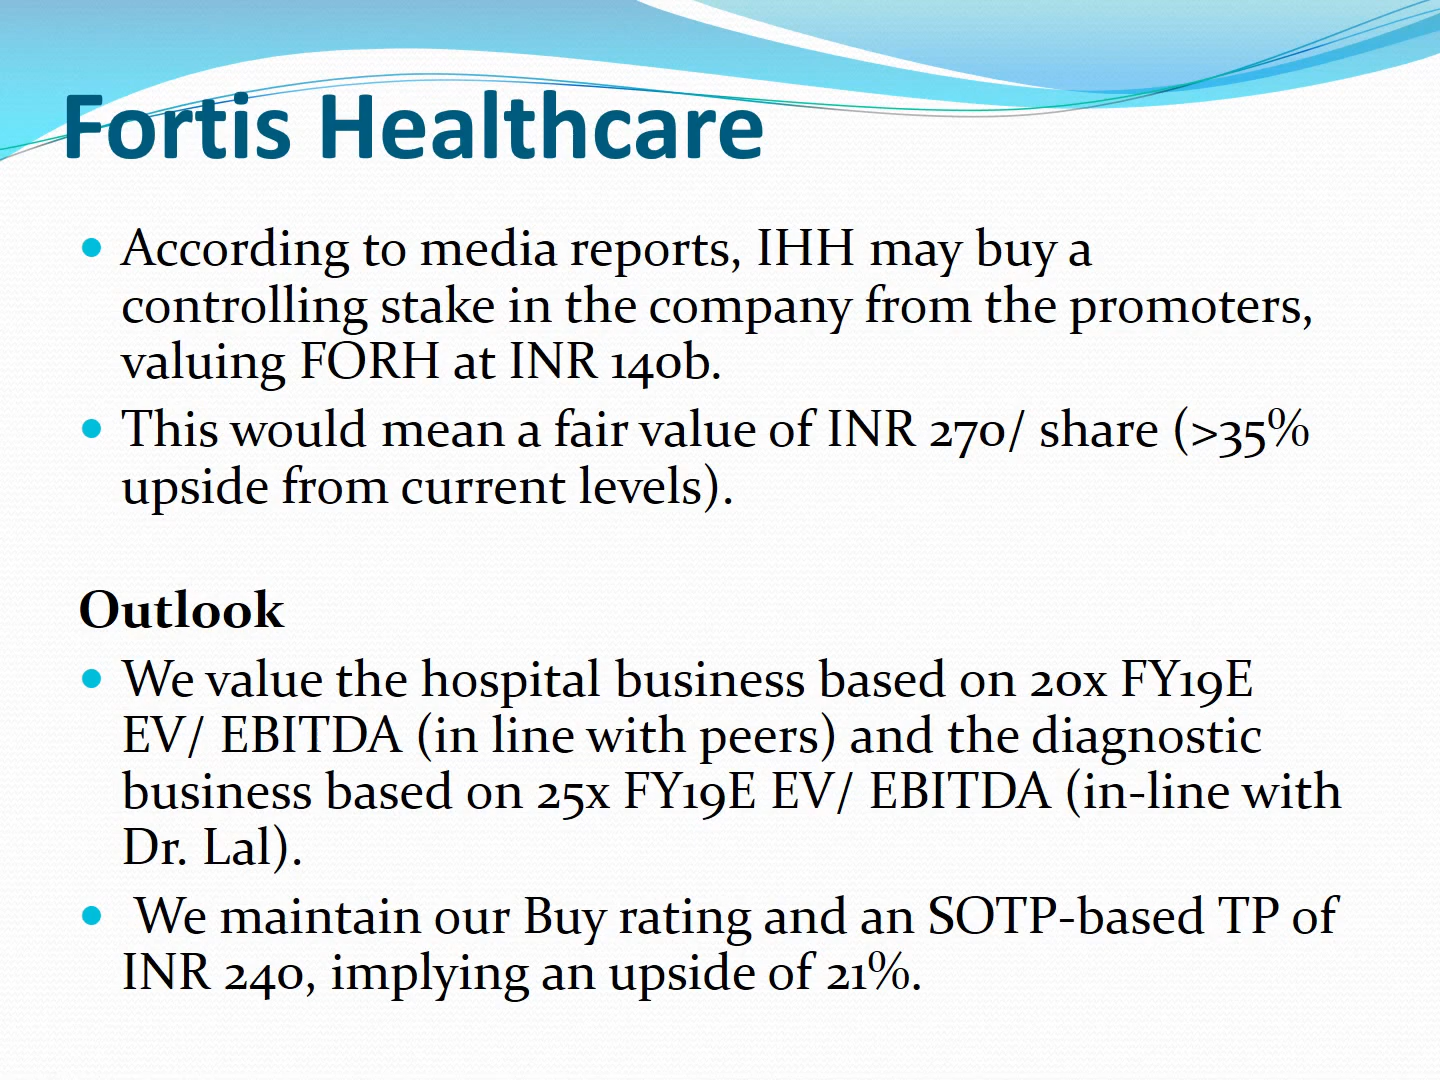 Fortis Healthcare
According to media reports, IHH may buy a
controlling stake in the company from the promoters,
valuing FORH at INR 140b.
This would mean a fair value of INR 270/ share (>35%
upside from current levels).
Outlook
We value the hospital business based on 20x FY19E
EV/ EBITDA (in line with peers) and the diagnostic
business based on 25x FY19E EV/ EBITDA (in-line with
Dr. Lal).
We maintain our Buy rating and an SOTP-based TP of
INR 240, implying an upside of 21%.